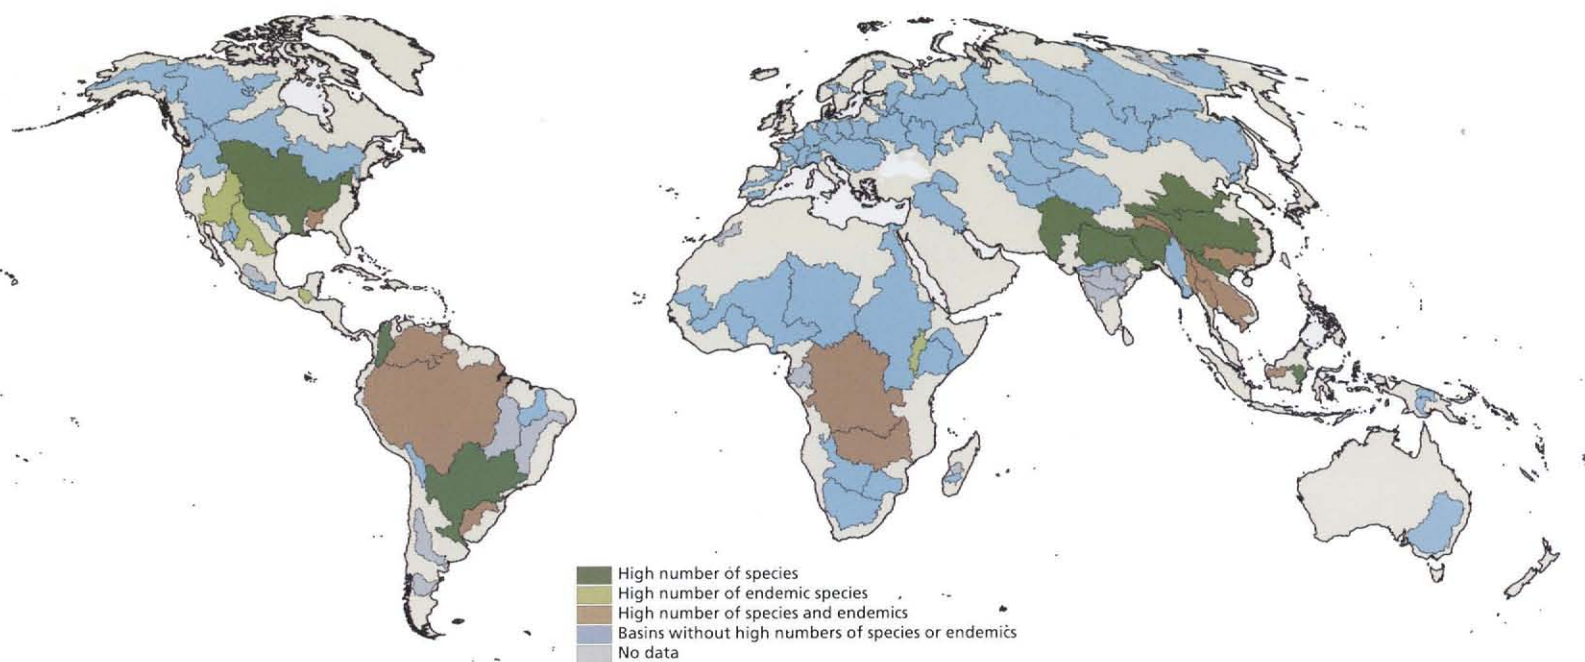 High number of species
High number of endemic species
High number of species and endemics
Basins without high numbers of species or endemics
No data